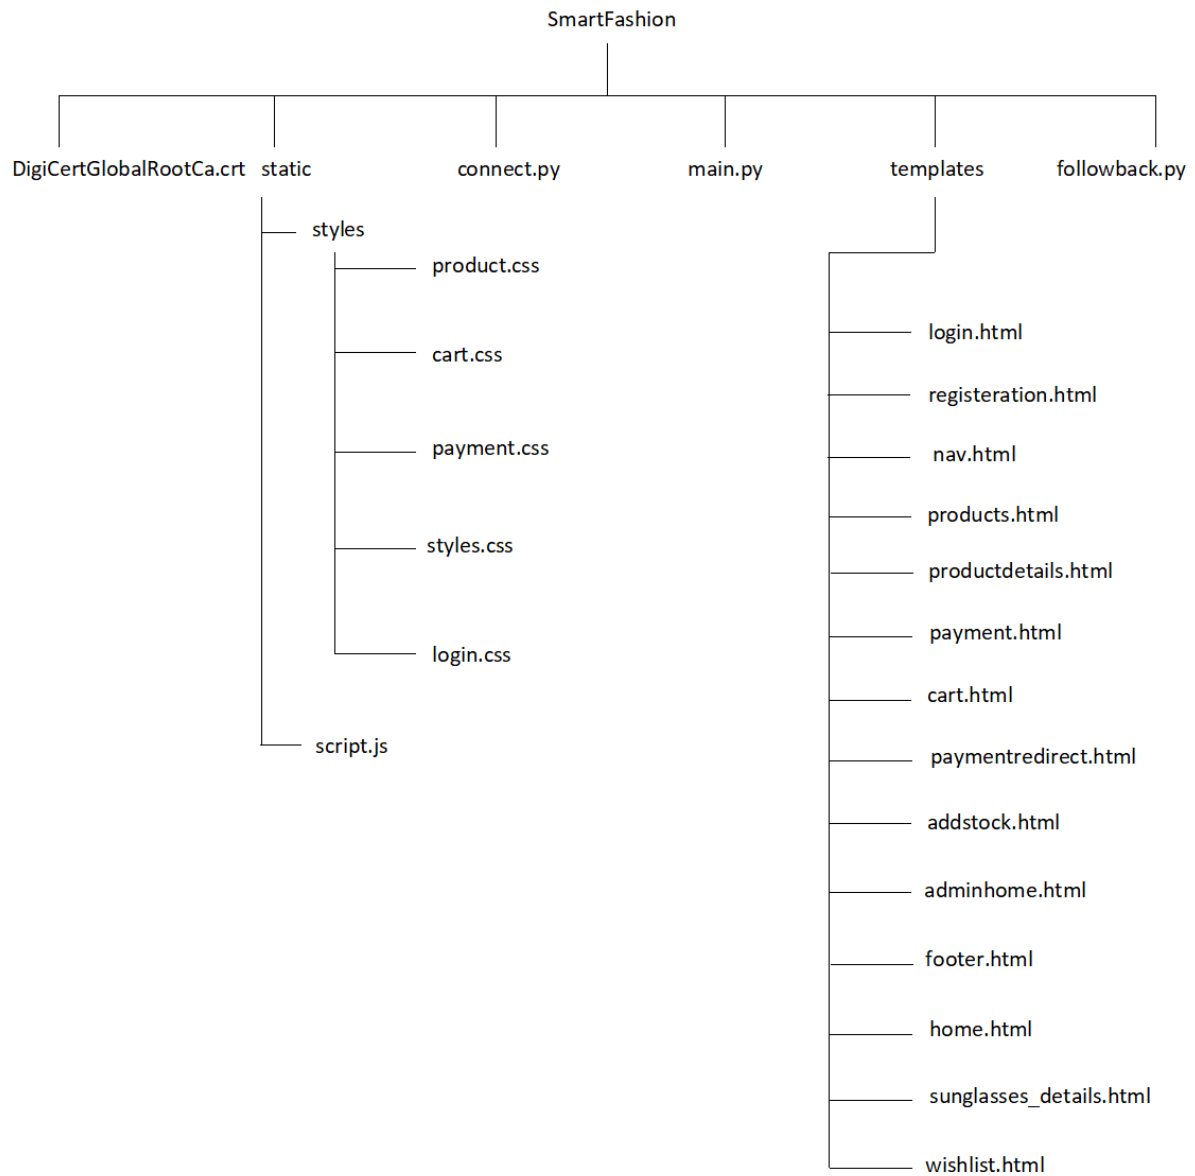 SmartFashion
DigiCertGlobalRootCa.crt static connect.py main.py templates followback.py
styles
product.css
cart.css
payment.css
styles.css
login.css
script.js
login.html
registeration.html
nav.html
products.html
productdetails.html
payment.html
cart.html
paymentredirect.html
addstock.html
adminhome.html
footer.html
home.html
sunglasses_details.html
wishlist.html